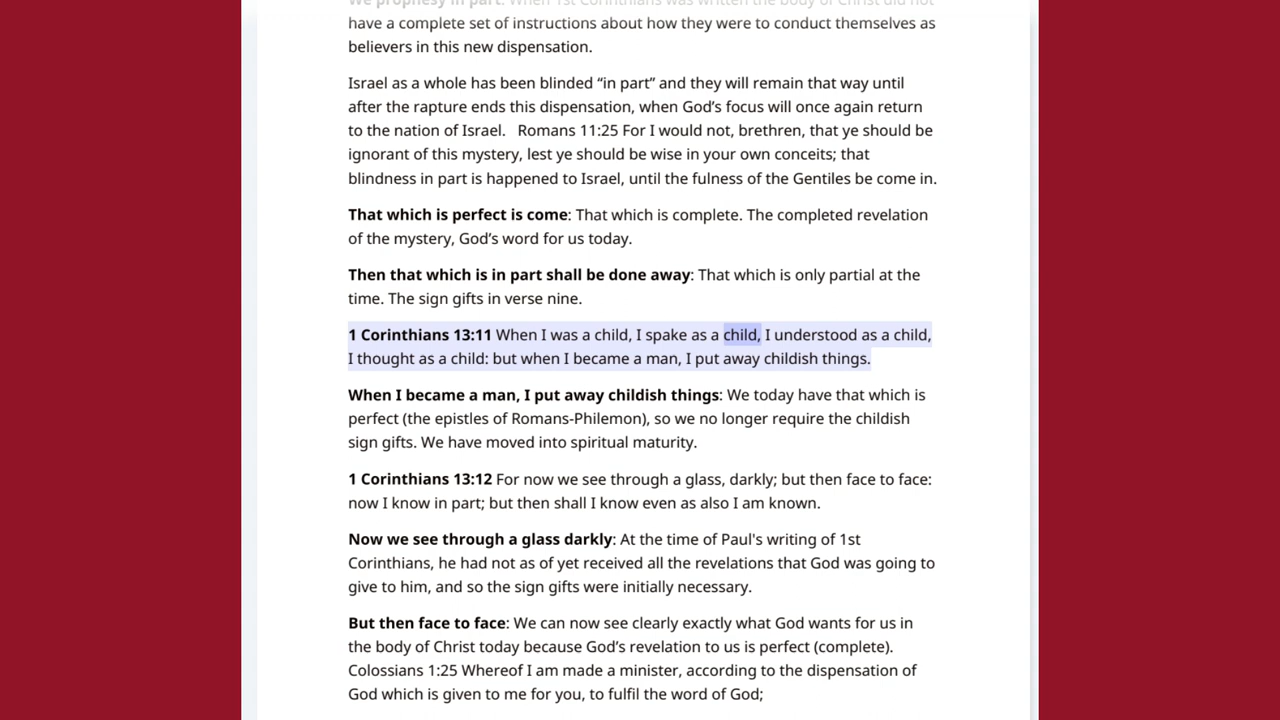 We prophesy in part: When 1st Corinthians was written the body of Christ did not
have a complete set of instructions about how they were to conduct themselves as
believers in this new dispensation.
Israel as a whole has been blinded “in part” and they will remain that way until
after the rapture ends this dispensation, when God’s focus will once again return
to the nation of Israel.   Romans 11:25 For I would not, brethren, that ye should be
ignorant of this mystery, lest ye should be wise in your own conceits; that
blindness in part is happened to Israel, until the fulness of the Gentiles be come in.
That which is perfect is come: That which is complete. The completed revelation
of the mystery, God’s word for us today.
Then that which is in part shall be done away: That which is only partial at the
time. The sign gifts in verse nine.
1 Corinthians 13:11 When I was a child, I spake as a child, I understood as a child,
I thought as a child: but when I became a man, I put away childish things.
When I became a man, I put away childish things: We today have that which is
perfect (the epistles of Romans-Philemon), so we no longer require the childish
sign gifts. We have moved into spiritual maturity.
1 Corinthians 13:12 For now we see through a glass, darkly; but then face to face:
now I know in part; but then shall I know even as also I am known.
Now we see through a glass darkly: At the time of Paul's writing of 1st
Corinthians, he had not as of yet received all the revelations that God was going to
give to him, and so the sign gifts were initially necessary.
But then face to face: We can now see clearly exactly what God wants for us in
the body of Christ today because God’s revelation to us is perfect (complete).
Colossians 1:25 Whereof I am made a minister, according to the dispensation of
God which is given to me for you, to fulfil the word of God;